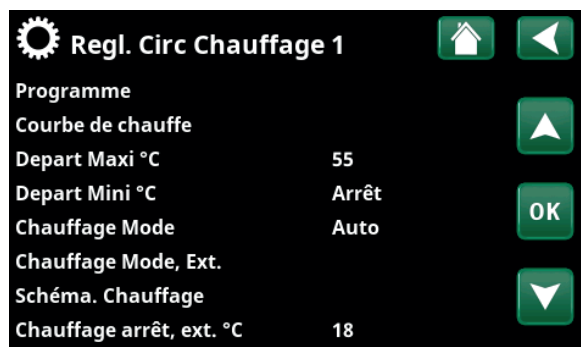 Regl. Circ Chauffage 1
Programme
Courbe de chauffe
Depart Maxi °C 55
Depart Mini °C Arrêt
Chauffage Mode Auto
OK
Chauffage Mode, Ext.
Schéma. Chauffage
Chauffage arrêt, ext. °C 18